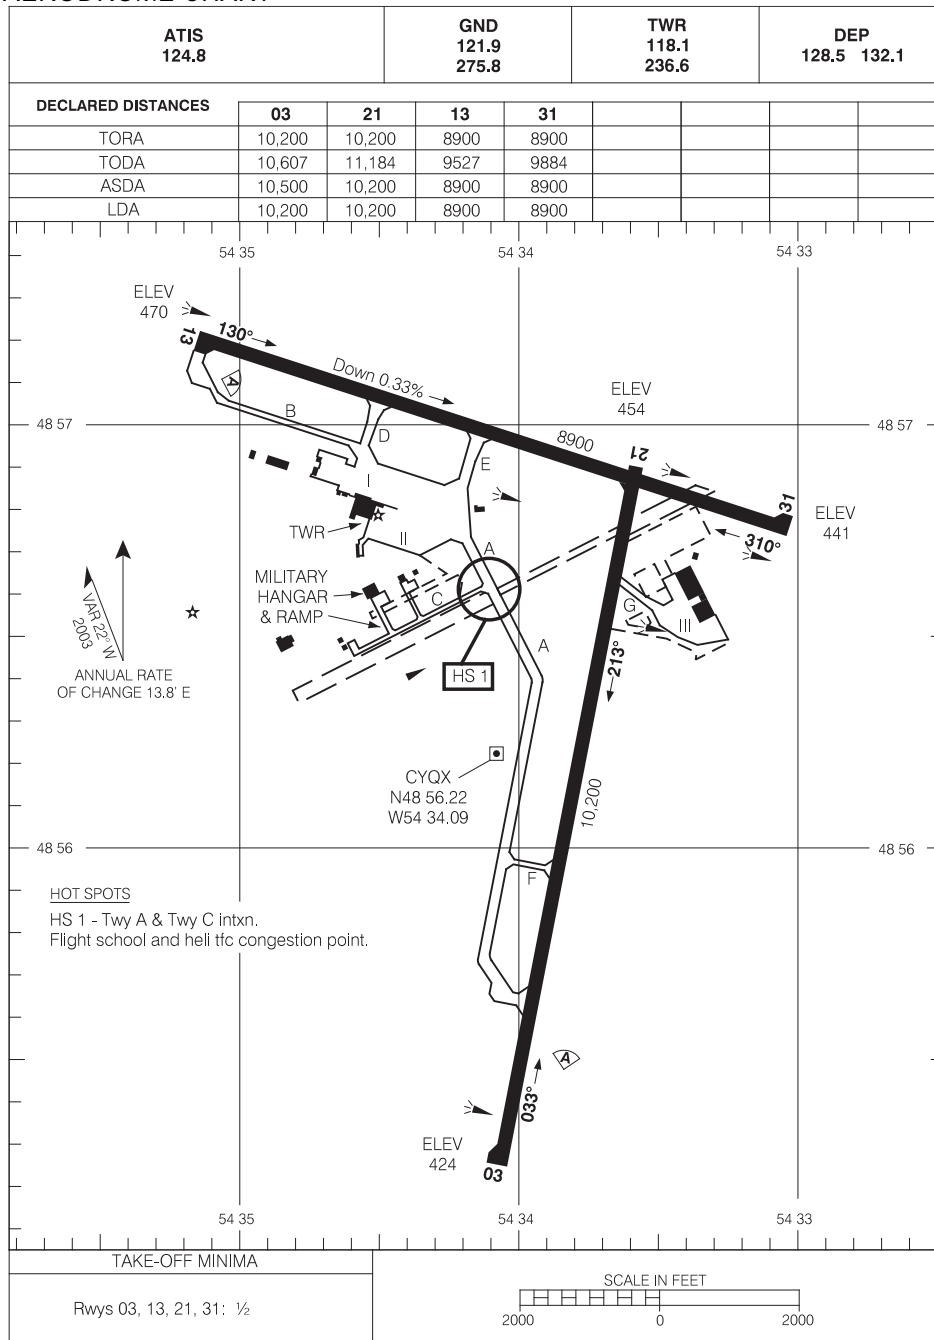 ATIS
124.8
GND
121.9
275.8
TWR
118.1
236.6
DEP
128.5 132.1
DECLARED DISTANCES 03 21 13 31
TORA 10,200 10,200 8900 8900
TODA 10,607 11,184 9527 9884
ASDA 10,500 10,200 8900 8900
LDA 10,200 10,200 8900 8900
54 35 54 34 54 33
ELEV
470
13
130°
Down 0.33%
A
B
D
E
ELEV
454
48 57
48 57
8900
21
31
ELEV
441
310°
I
TWR
II
A
MILITARY
HANGAR
& RAMP
C
G
III
VAR 22° W
2003
ANNUAL RATE
OF CHANGE 13.8' E
A
HS 1
213°
CYQX
N48 56.22
W54 34.09
10,200
48 56
48 56
F
HOT SPOTS
HS 1 - Twy A & Twy C intxn.
Flight school and heli tfc congestion point.
A
033°
ELEV
424
03
54 35 54 34 54 33
TAKE-OFF MINIMA
Rwys 03, 13, 21, 31: ½
SCALE IN FEET
2000 0 2000